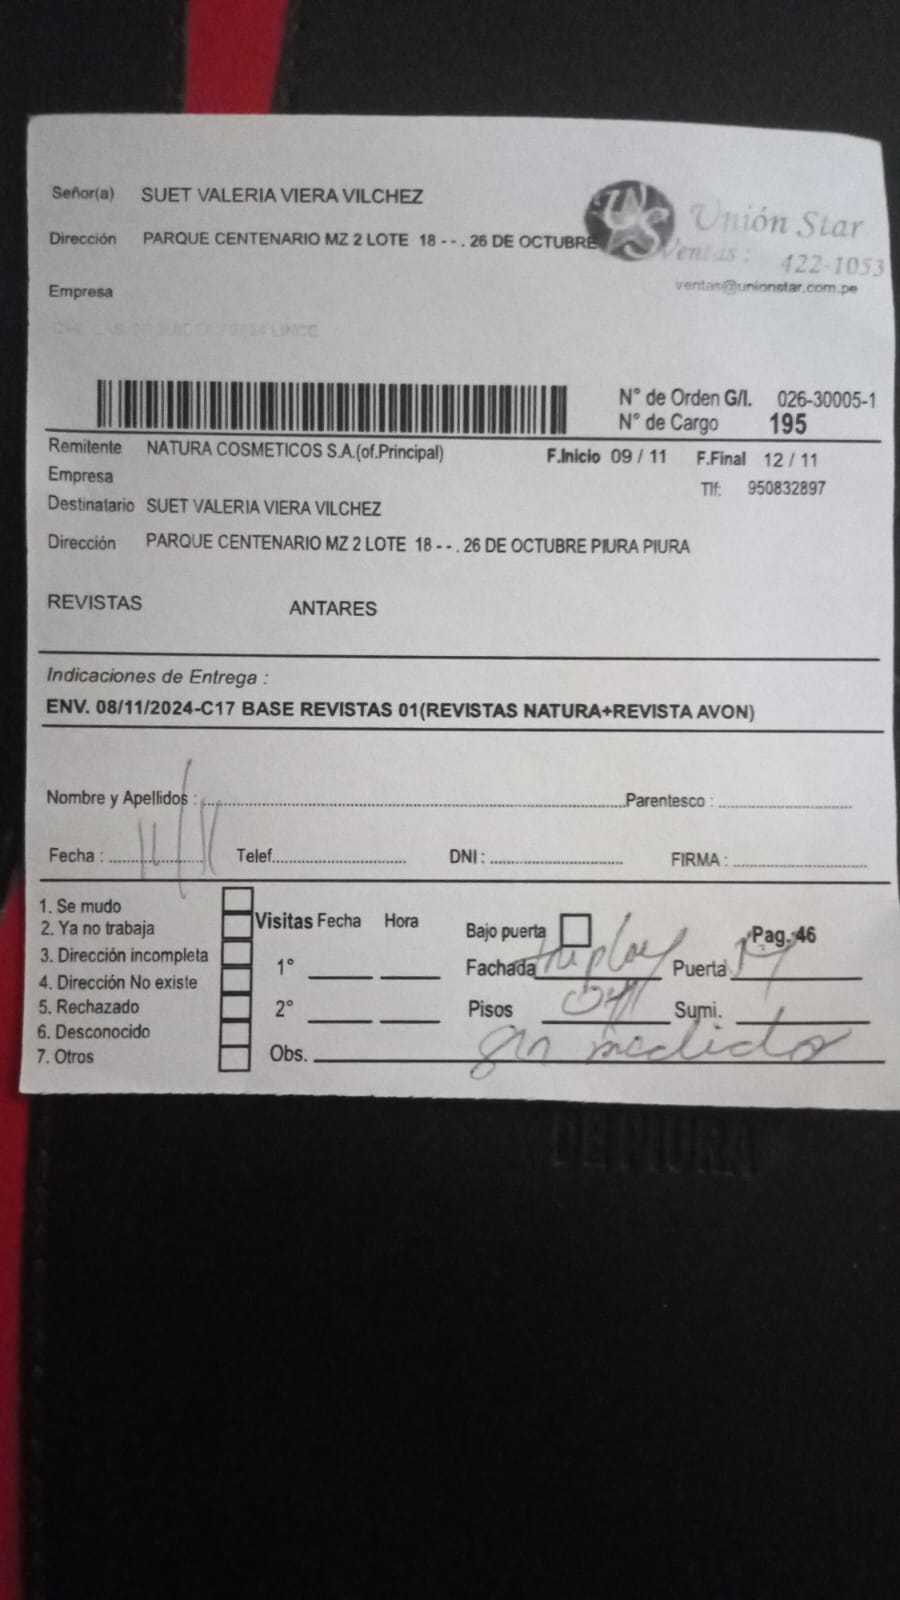 Señor(a) SUET VALERIA VIERA VILCHEZ
Dirección PARQUE CENTENARIO MZ 2 LOTE 18 - - . 26 DE OCTUBRE
Empresa
Unión Star
Ventas : 422-1053
ventas@unionstar.com.pe
N° de Orden G/I. 026-30005-1
N° de Cargo 195
Remitente NATURA COSMETICOS S.A.(of.Principal)
F.Inicio 09 / 11 F.Final 12 / 11
Empresa
Tlf: 950832897
Destinatario SUET VALERIA VIERA VILCHEZ
Dirección PARQUE CENTENARIO MZ 2 LOTE 18 - - . 26 DE OCTUBRE PIURA PIURA
REVISTAS ANTARES
Indicaciones de Entrega :
ENV. 08/11/2024-C17 BASE REVISTAS 01(REVISTAS NATURA+REVISTA AVON)
Nombre y Apellidos : Parentesco :
Fecha : 11/11 Telef. DNI : FIRMA :
1. Se mudo
2. Ya no trabaja
3. Dirección incompleta
4. Dirección No existe
5. Rechazado
6. Desconocido
7. Otros
Visitas Fecha Hora
1°
2°
Obs.
Bajo puerta Pag. 46
Fachada Puerta
Pisos Sumi.
sin medidor
DE PIURA